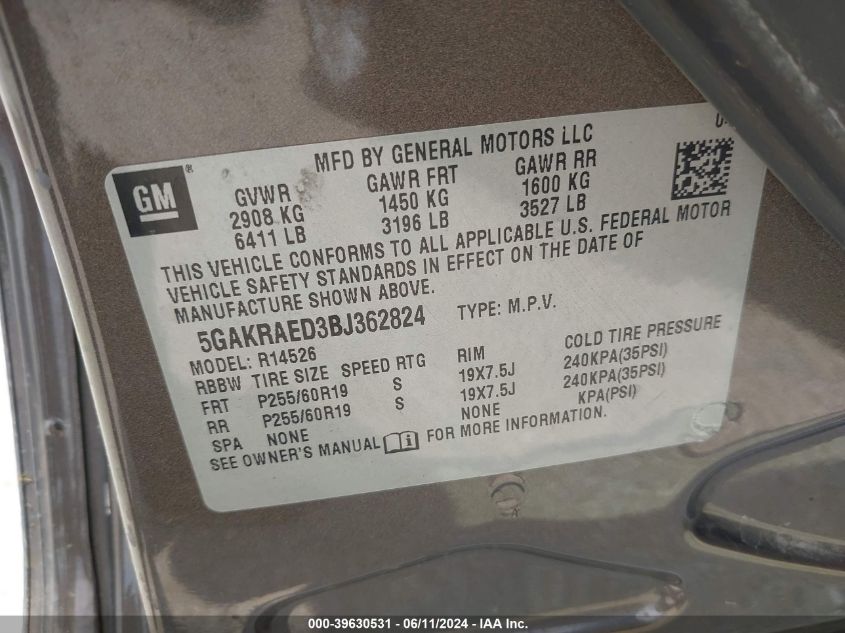 MFD BY GENERAL MOTORS LLC
GM®
GVWR GAWR FRT GAWR RR
2908 KG 1450 KG 1600 KG
6411 LB 3196 LB 3527 LB
THIS VEHICLE CONFORMS TO ALL APPLICABLE U.S. FEDERAL MOTOR
VEHICLE SAFETY STANDARDS IN EFFECT ON THE DATE OF
MANUFACTURE SHOWN ABOVE.
5GAKRAED3BJ362824 TYPE: M.P.V.
MODEL: R14526
RBBW TIRE SIZE SPEED RTG RIM COLD TIRE PRESSURE
FRT P255/60R19 S 19X7.5J 240KPA(35PSI)
RR P255/60R19 S 19X7.5J 240KPA(35PSI)
SPA NONE NONE KPA(PSI)
SEE OWNER'S MANUAL FOR MORE INFORMATION.
000-39630531 - 06/11/2024 - IAA Inc.